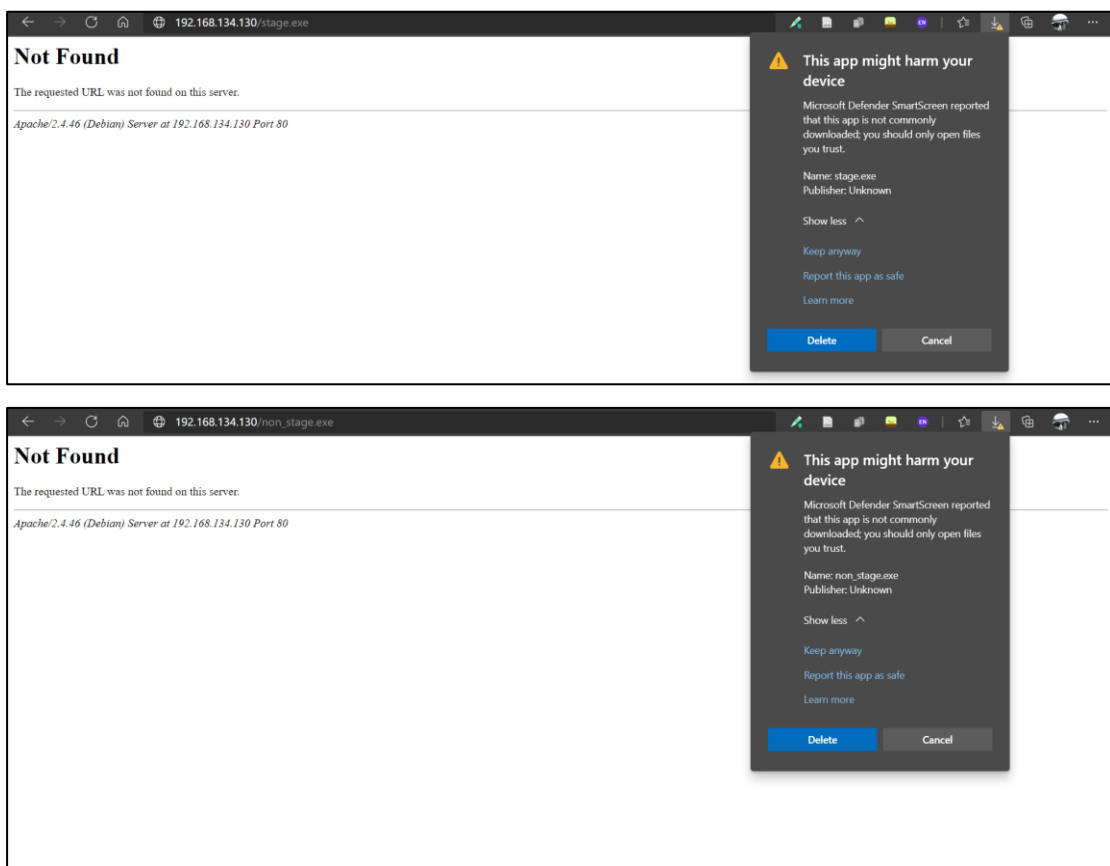 192.168.134.130/stage.exe
EN
Not Found
The requested URL was not found on this server.
Apache/2.4.46 (Debian) Server at 192.168.134.130 Port 80
This app might harm your
device
Microsoft Defender SmartScreen reported
that this app is not commonly
downloaded; you should only open files
you trust.
Name: stage.exe
Publisher: Unknown
Show less
Keep anyway
Report this app as safe
Learn more
Delete
Cancel
192.168.134.130/non_stage.exe
EN
Not Found
The requested URL was not found on this server.
Apache/2.4.46 (Debian) Server at 192.168.134.130 Port 80
This app might harm your
device
Microsoft Defender SmartScreen reported
that this app is not commonly
downloaded; you should only open files
you trust.
Name: non_stage.exe
Publisher: Unknown
Show less
Keep anyway
Report this app as safe
Learn more
Delete
Cancel